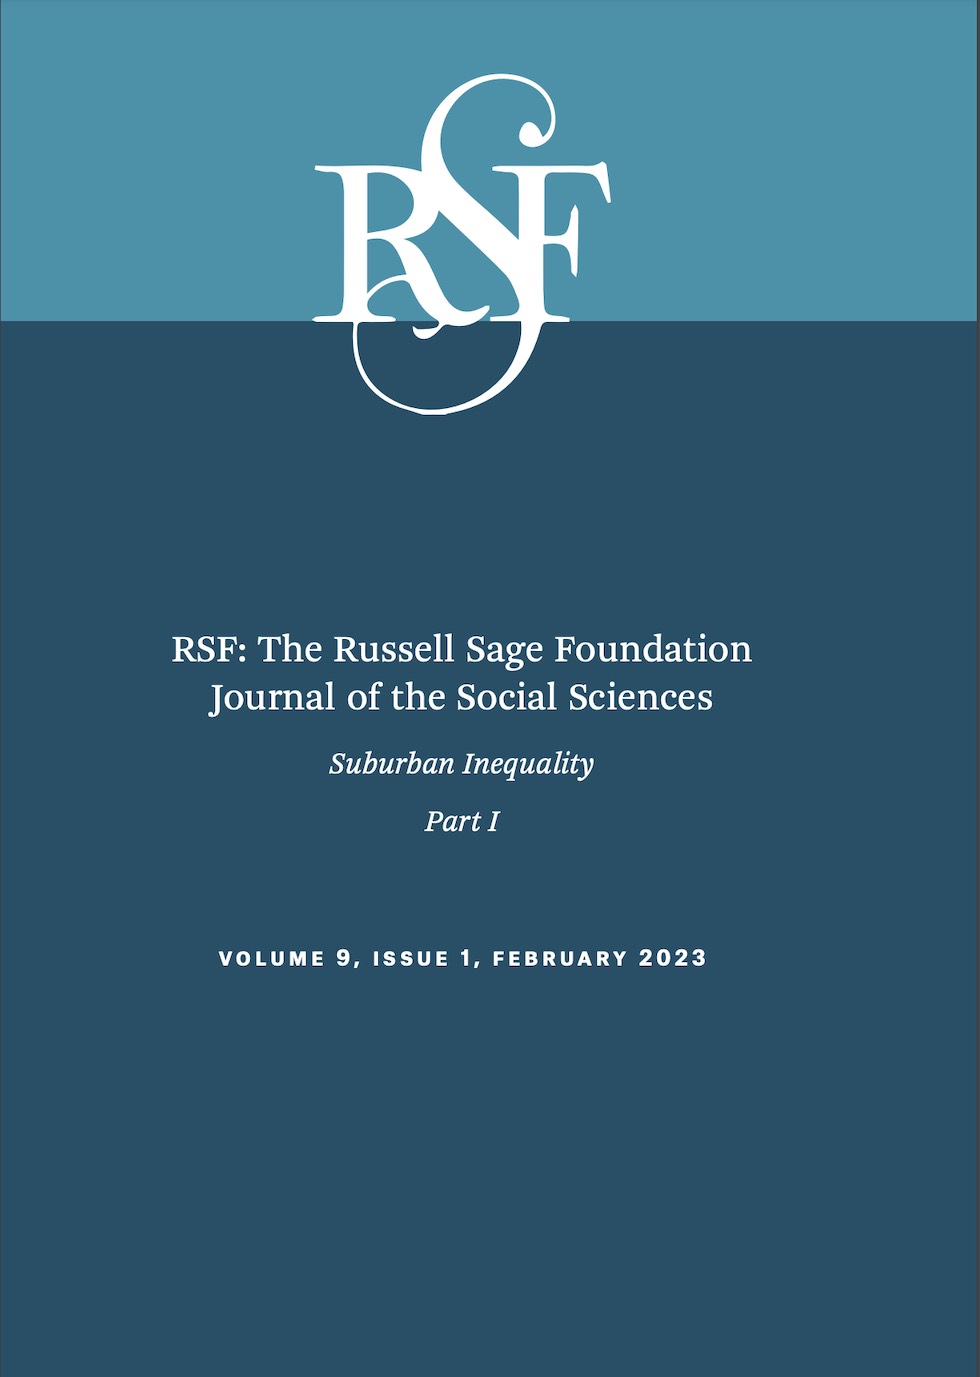 RSF
RSF: The Russell Sage Foundation
Journal of the Social Sciences
Suburban Inequality
Part I
VOLUME 9, ISSUE 1, FEBRUARY 2023